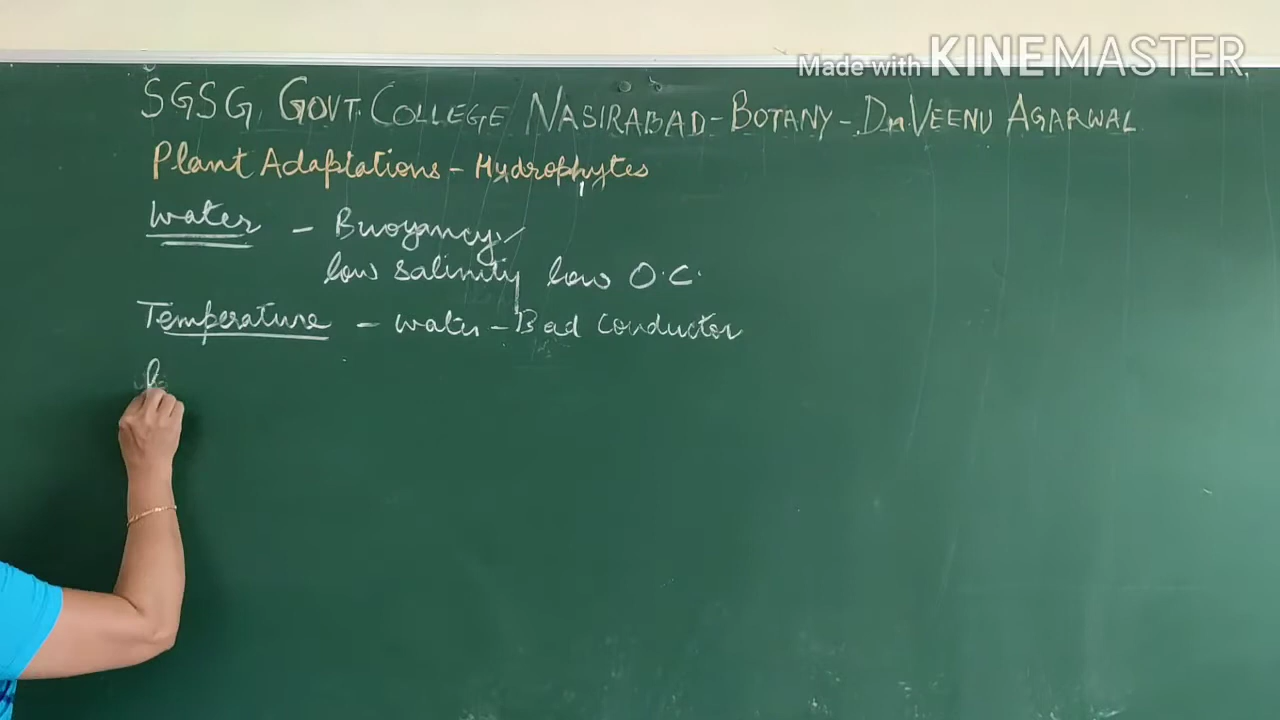 Made with KINEMASTER
SGSG, GOVT. COLLEGE NASIRABAD - BOTANY - Dr. VEENU AGARWAL
Plant Adaptations - Hydrophytes
Water - Buoyancy
low salinity low O.C.
Temperature - water - Bad conductor